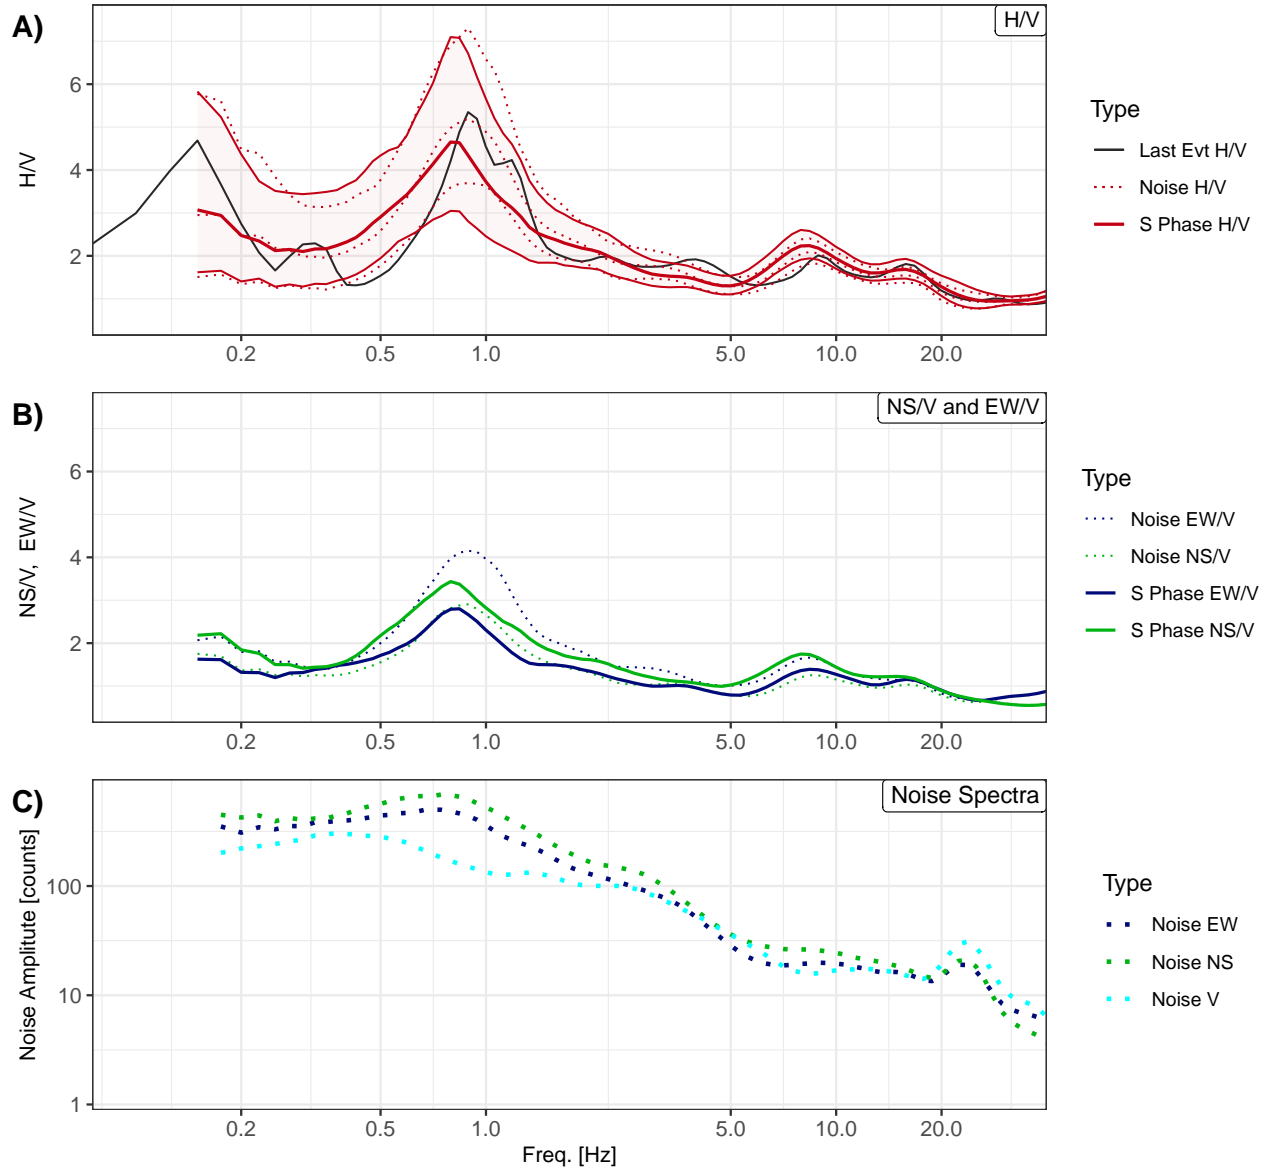 A)
H/V
H/V
6
4
2
0.2
0.5
1.0
5.0
10.0
20.0
Type
Last Evt H/V
Noise H/V
S Phase H/V
B)
NS/V and EW/V
NS/V, EW/V
6
4
2
0.2
0.5
1.0
5.0
10.0
20.0
Type
Noise EW/V
Noise NS/V
S Phase EW/V
S Phase NS/V
C)
Noise Spectra
Noise Amplitute [counts]
100
10
1
0.2
0.5
1.0
5.0
10.0
20.0
Freq. [Hz]
Type
Noise EW
Noise NS
Noise V